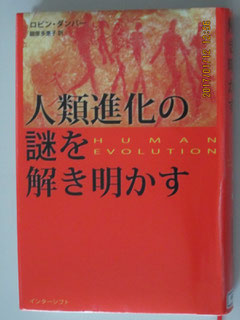 ロビン・ダンバー
鍛原多惠子 訳
人類進化の
謎を
HUMAN
EVOLUTION
解き明かす
インターシフト